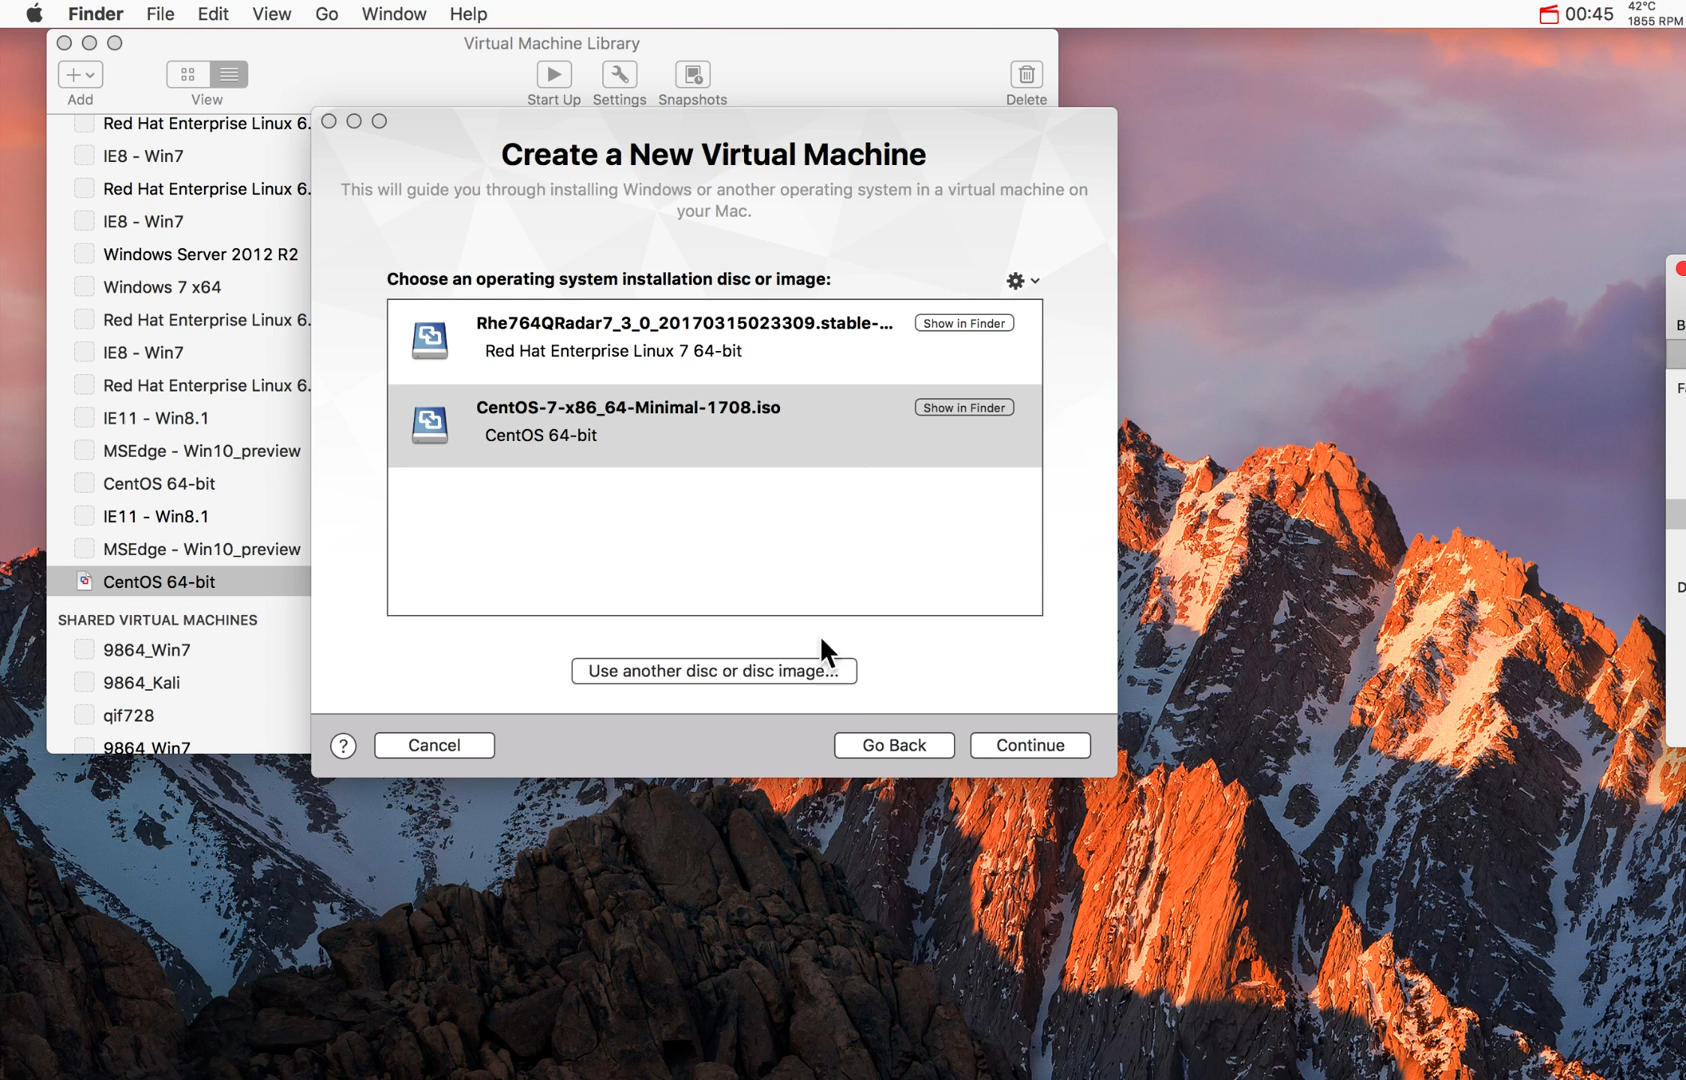 Finder File Edit View Go Window Help
00:45
42°C
1855 RPM
Virtual Machine Library
Add
View
Start Up
Settings
Snapshots
Delete
Red Hat Enterprise Linux 6.
IE8 - Win7
Red Hat Enterprise Linux 6.
IE8 - Win7
Windows Server 2012 R2
Windows 7 x64
Red Hat Enterprise Linux 6.
IE8 - Win7
Red Hat Enterprise Linux 6.
IE11 - Win8.1
MSEdge - Win10_preview
CentOS 64-bit
IE11 - Win8.1
MSEdge - Win10_preview
CentOS 64-bit
SHARED VIRTUAL MACHINES
9864_Win7
9864_Kali
qif728
9864_Win7
Create a New Virtual Machine
This will guide you through installing Windows or another operating system in a virtual machine on
your Mac.
Choose an operating system installation disc or image:
Rhe764QRadar7_3_0_20170315023309.stable-...
Show in Finder
Red Hat Enterprise Linux 7 64-bit
CentOS-7-x86_64-Minimal-1708.iso
Show in Finder
CentOS 64-bit
Use another disc or disc image...
?
Cancel
Go Back
Continue